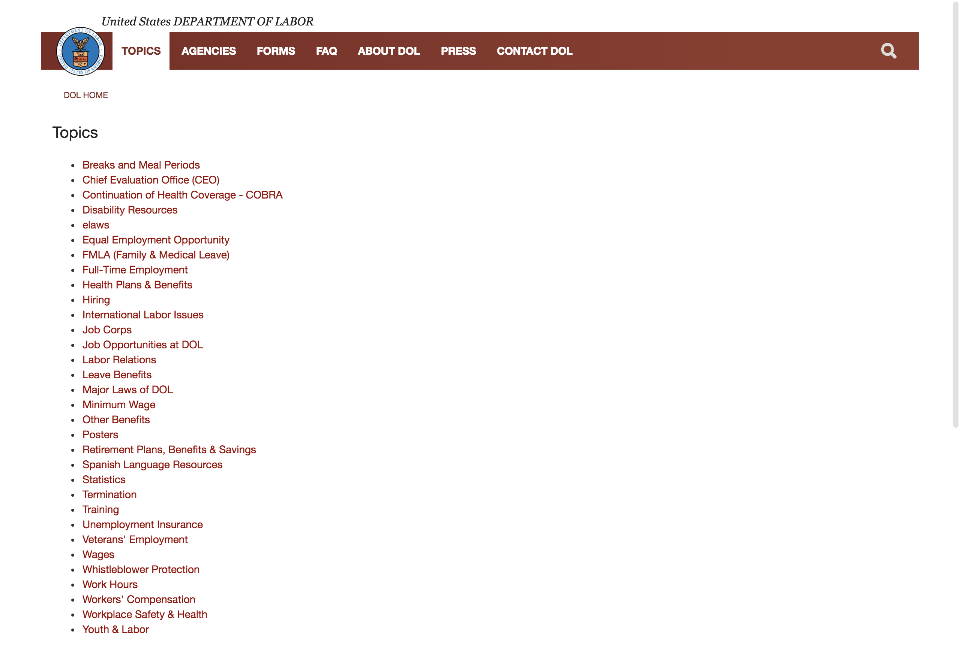 United States DEPARTMENT OF LABOR
TOPICS AGENCIES FORMS FAQ ABOUT DOL PRESS CONTACT DOL
DOL HOME
Topics
Breaks and Meal Periods
Chief Evaluation Office (CEO)
Continuation of Health Coverage - COBRA
Disability Resources
elaws
Equal Employment Opportunity
FMLA (Family & Medical Leave)
Full-Time Employment
Health Plans & Benefits
Hiring
International Labor Issues
Job Corps
Job Opportunities at DOL
Labor Relations
Leave Benefits
Major Laws of DOL
Minimum Wage
Other Benefits
Posters
Retirement Plans, Benefits & Savings
Spanish Language Resources
Statistics
Termination
Training
Unemployment Insurance
Veterans' Employment
Wages
Whistleblower Protection
Work Hours
Workers' Compensation
Workplace Safety & Health
Youth & Labor